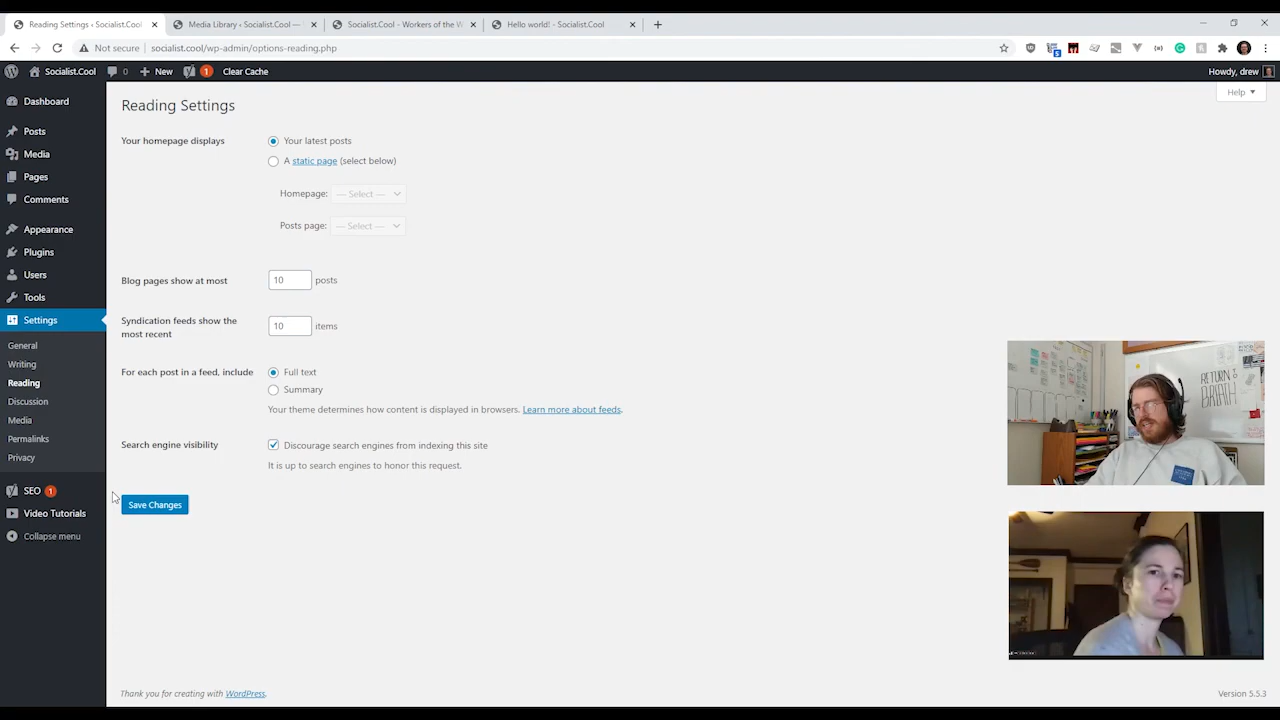 Reading Settings ‹ Socialist.Cool
Media Library ‹ Socialist.Cool —
Socialist.Cool - Workers of the W
Hello world! - Socialist.Cool
Not secure
socialist.cool/wp-admin/options-reading.php
Socialist.Cool 0 New 1 Clear Cache
Howdy, drew
Help
Dashboard
Posts
Media
Pages
Comments
Appearance
Plugins
Users
Tools
Settings
General
Writing
Reading
Discussion
Media
Permalinks
Privacy
SEO 1
Video Tutorials
Collapse menu
Reading Settings
Your homepage displays
Your latest posts
A static page (select below)
Homepage: — Select —
Posts page: — Select —
Blog pages show at most 10 posts
Syndication feeds show the most recent 10 items
For each post in a feed, include
Full text
Summary
Your theme determines how content is displayed in browsers. Learn more about feeds.
Search engine visibility
Discourage search engines from indexing this site
It is up to search engines to honor this request.
Save Changes
RETURN TO
Thank you for creating with WordPress.
Version 5.5.3